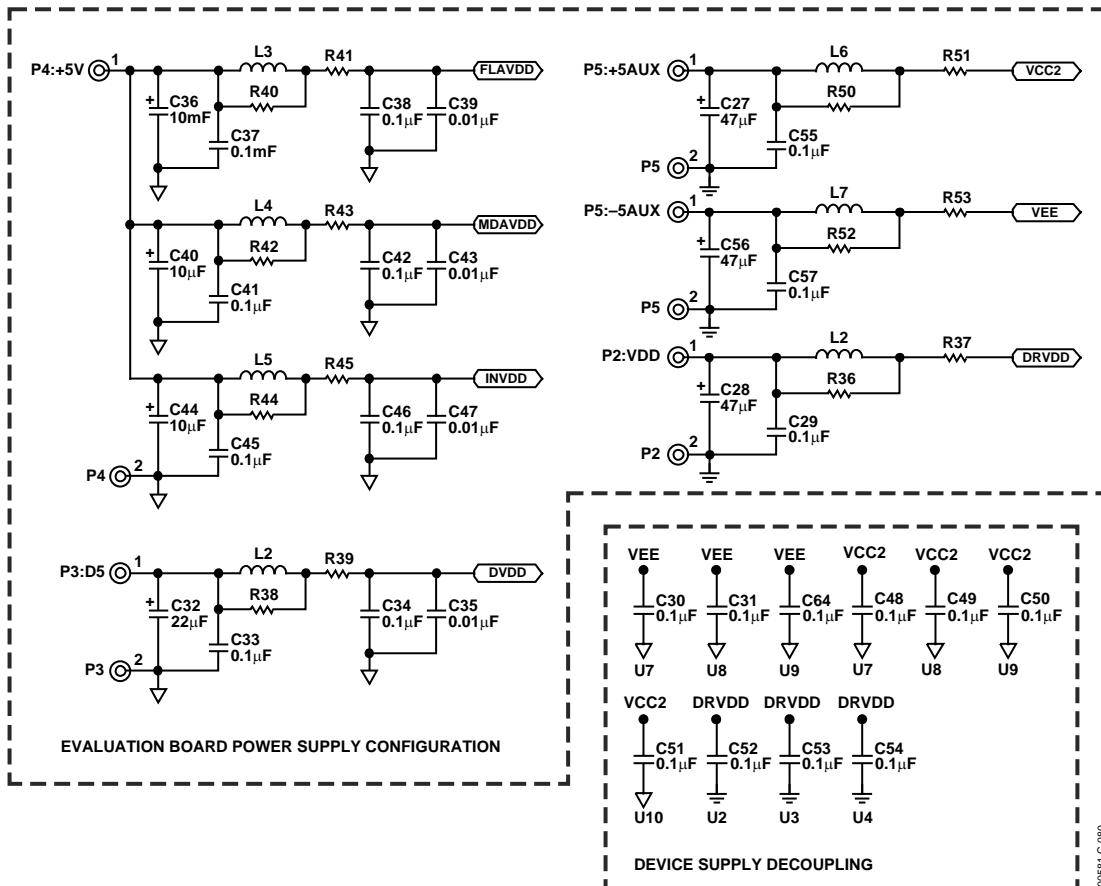 P4:+5V
1
L3
R41
FLAVDD
R40
+
C36
10mF
C37
0.1mF
C38
0.1µF
C39
0.01µF
L4
R43
MDAVDD
R42
+
C40
10µF
C41
0.1µF
C42
0.1µF
C43
0.01µF
L5
R45
INVDD
R44
+
C44
10µF
C45
0.1µF
C46
0.1µF
C47
0.01µF
P4
2
P3:D5
1
L2
R39
DVDD
R38
+
C32
22µF
C33
0.1µF
C34
0.1µF
C35
0.01µF
P3
2
EVALUATION BOARD POWER SUPPLY CONFIGURATION
P5:+5AUX
1
L6
R51
VCC2
R50
+
C27
47µF
C55
0.1µF
P5
2
P5:–5AUX
1
L7
R53
VEE
R52
+
C56
47µF
C57
0.1µF
P5
2
P2:VDD
1
L2
R37
DRVDD
R36
+
C28
47µF
C29
0.1µF
P2
2
VEE VEE VEE VCC2 VCC2 VCC2
C30 C31 C64 C48 C49 C50
0.1µF 0.1µF 0.1µF 0.1µF 0.1µF 0.1µF
U7 U8 U9 U7 U8 U9
VCC2 DRVDD DRVDD DRVDD
C51 C52 C53 C54
0.1µF 0.1µF 0.1µF 0.1µF
U10 U2 U3 U4
DEVICE SUPPLY DECOUPLING